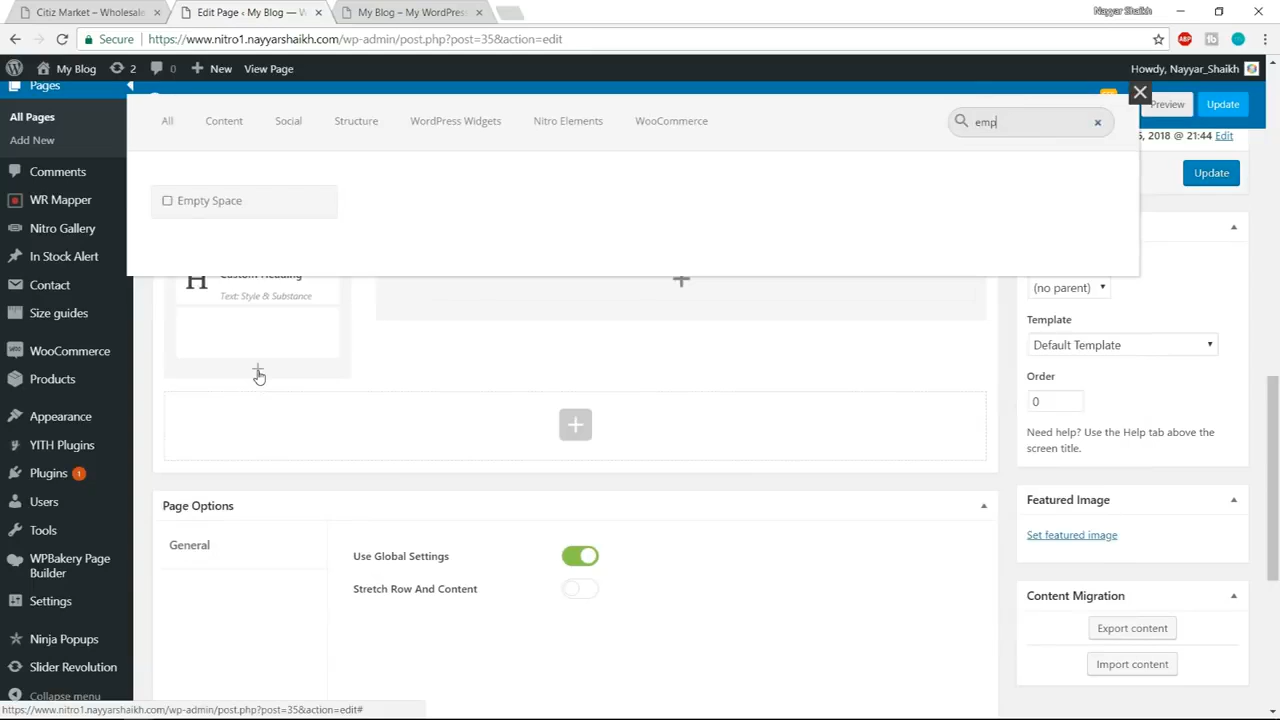 Citiz Market – Wholesale
Edit Page ‹ My Blog — W
My Blog – My WordPress
Nayyar Shaikh
Secure
https://www.nitro1.nayyarshaikh.com/wp-admin/post.php?post=35&action=edit
My Blog
2
0
New
View Page
Howdy, Nayyar_Shaikh
Pages
All Pages
Add New
Comments
WR Mapper
Nitro Gallery
In Stock Alert
Contact
Size guides
WooCommerce
Products
Appearance
YITH Plugins
Plugins 1
Users
Tools
WPBakery Page
Builder
Settings
Ninja Popups
Slider Revolution
Collapse menu
All
Content
Social
Structure
WordPress Widgets
Nitro Elements
WooCommerce
emp
Empty Space
Custom Heading
Text: Style & Substance
Page Options
General
Use Global Settings
Stretch Row And Content
Preview
Update
, 2018 @ 21:44 Edit
Update
(no parent)
Template
Default Template
Order
0
Need help? Use the Help tab above the
screen title.
Featured Image
Set featured image
Content Migration
Export content
Import content
https://www.nitro1.nayyarshaikh.com/wp-admin/post.php?post=35&action=edit#